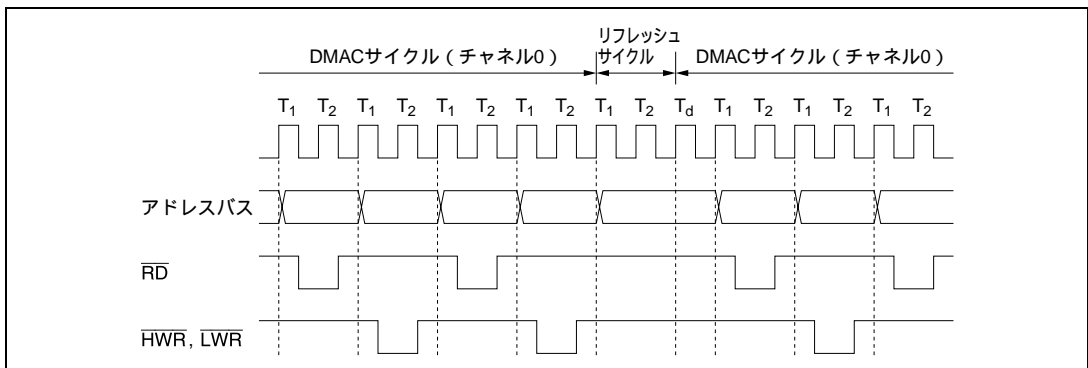 リフレッシュ
DMACサイクル（チャネル0） サイクル DMACサイクル（チャネル0）
T1 T2 T1 T2 T1 T2 T1 T2 T1 T2 Td T1 T2 T1 T2 T1 T2
アドレスバス
RD
HWR, LWR